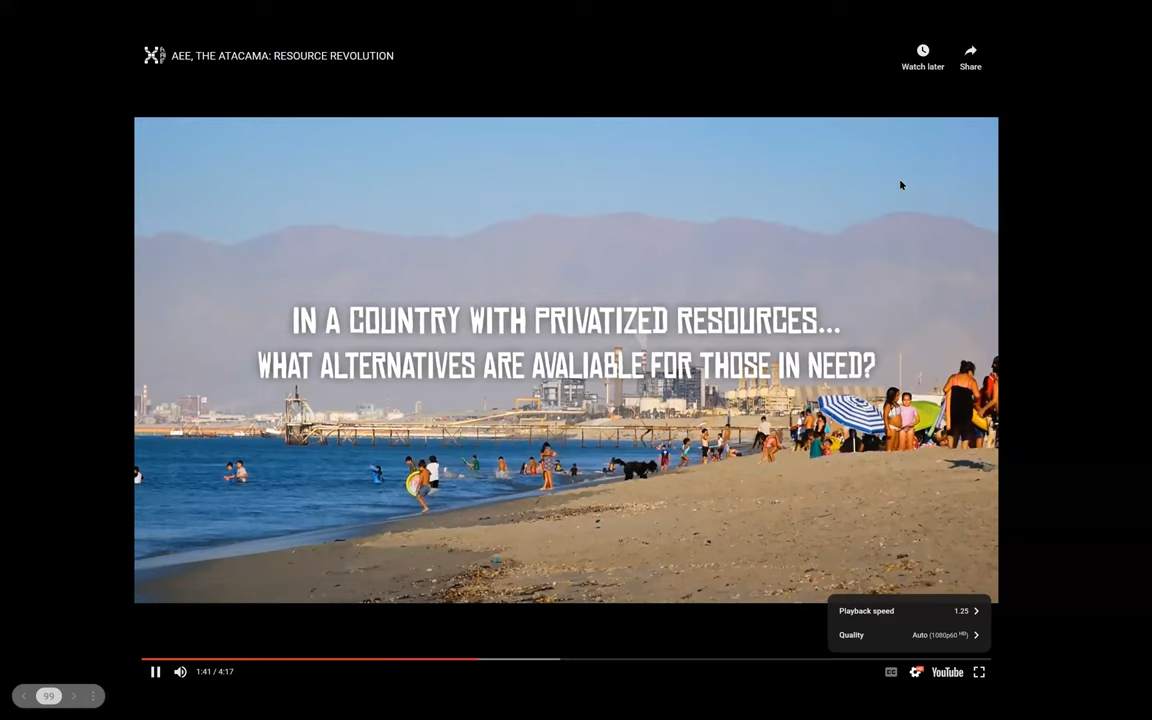 AEE, THE ATACAMA: RESOURCE REVOLUTION
Watch later
Share
IN A COUNTRY WITH PRIVATIZED RESOURCES...
WHAT ALTERNATIVES ARE AVALIABLE FOR THOSE IN NEED?
Playback speed 1.25
Quality Auto (1080p60 HD)
1:41 / 4:17
CC
YouTube
99